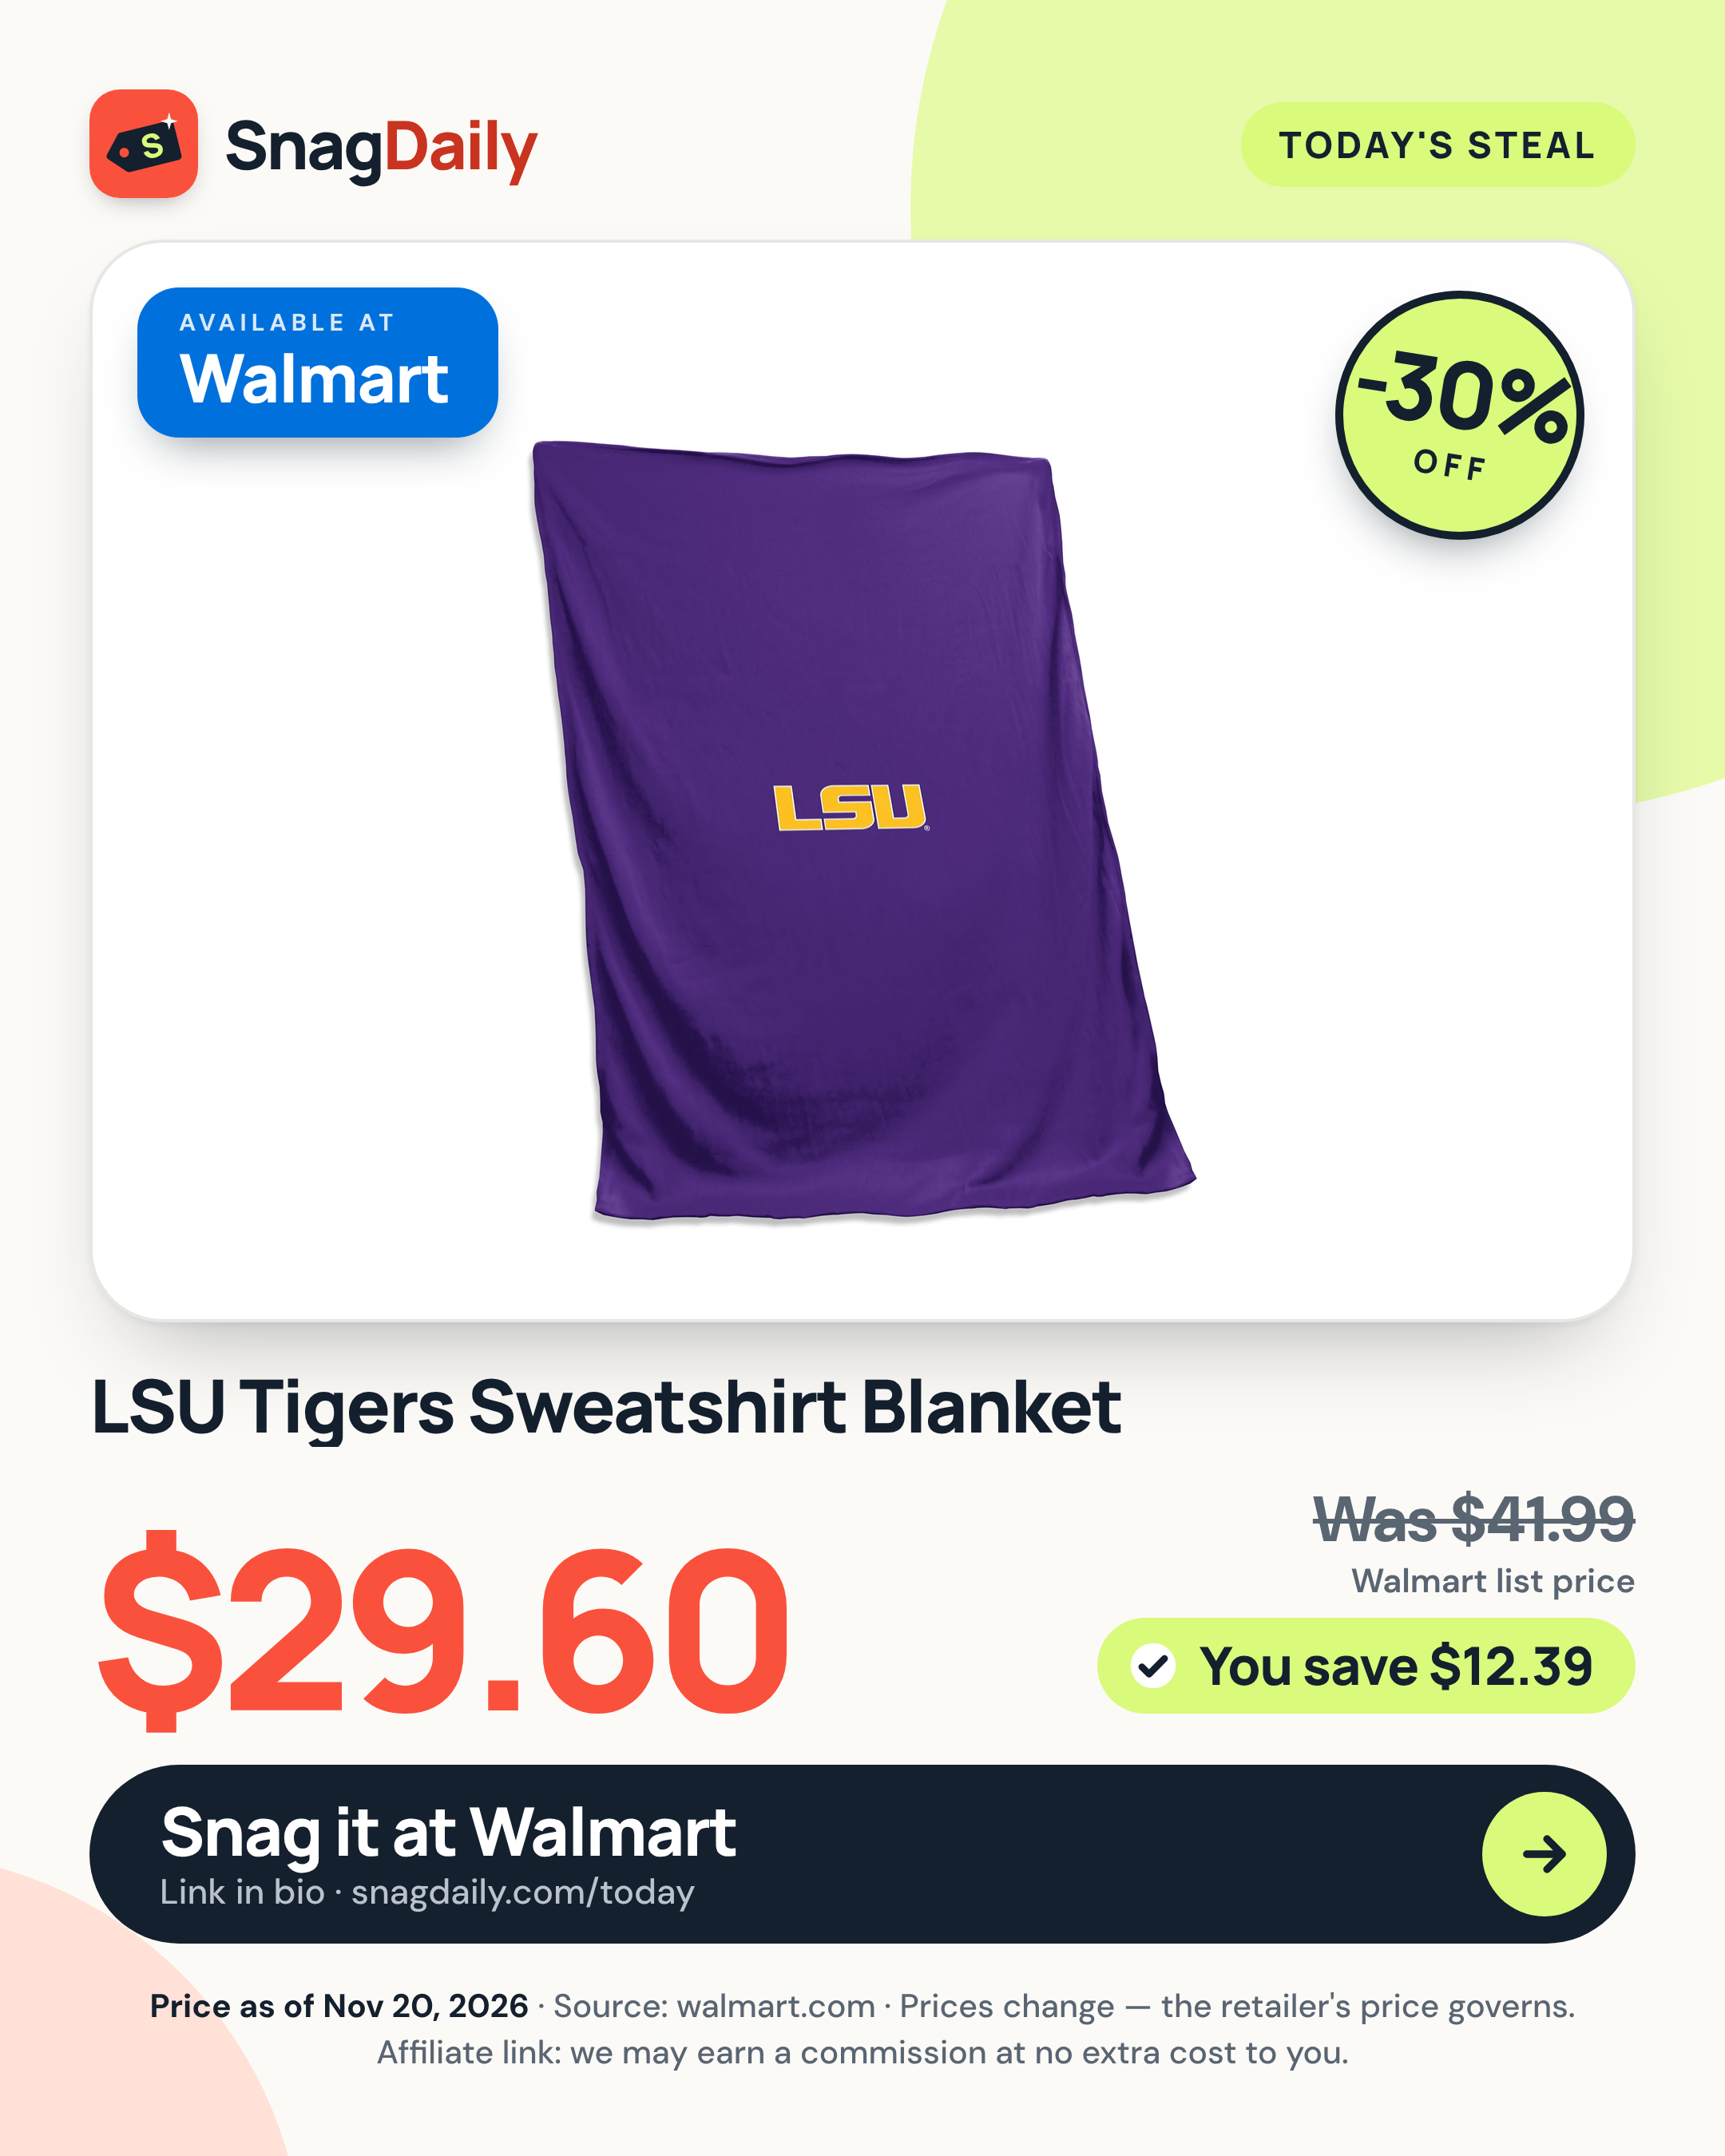 S
SnagDaily
TODAY'S STEAL
AVAILABLE AT
Walmart
-30%
OFF
LSU®
LSU Tigers Sweatshirt Blanket
Was $41.99
Walmart list price
$29.60
You save $12.39
Snag it at Walmart
Link in bio · snagdaily.com/today
Price as of Nov 20, 2026 · Source: walmart.com · Prices change — the retailer's price governs.
Affiliate link: we may earn a commission at no extra cost to you.